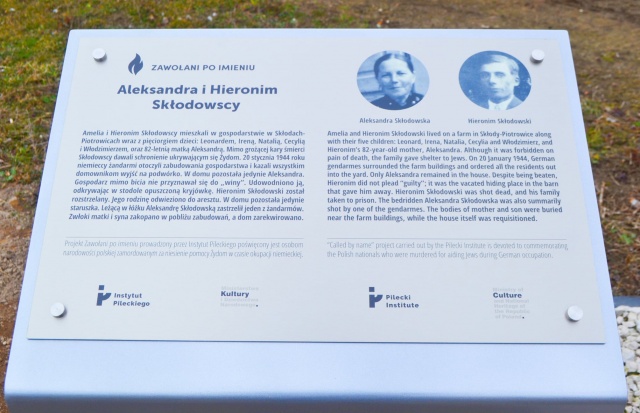 ZAWOŁANI PO IMIENIU
Aleksandra i Hieronim
Skłodowscy
Aleksandra Skłodowska
Hieronim Skłodowski
Amelia i Hieronim Skłodowscy mieszkali w gospodarstwie w Skłodach-
Piotrowicach wraz z pięciorgiem dzieci: Leonardem, Ireną, Natalią, Cecylią
i Włodzimierzem, oraz 82-letnią matką Aleksandrą. Mimo grożącej kary śmierci
Skłodowscy dawali schronienie ukrywającym się Żydom. 20 stycznia 1944 roku
niemieccy żandarmi otoczyli zabudowania gospodarstwa i kazali wszystkim
domownikom wyjść na podwórko. W domu pozostała jedynie Aleksandra.
Gospodarz mimo bicia nie przyznawał się do „winy”. Udowodniono ją,
odkrywając w stodole opuszczoną kryjówkę. Hieronim Skłodowski został
rozstrzelany. Jego rodzinę odwieziono do aresztu. W domu pozostała jedynie
staruszka. Leżącą w łóżku Aleksandrę Skłodowską zastrzelił jeden z żandarmów.
Zwłoki matki i syna zakopano w pobliżu zabudowań, a dom zarekwirowano.
Amelia and Hieronim Skłodowski lived on a farm in Skłody-Piotrowice along
with their five children: Leonard, Irena, Natalia, Cecylia and Włodzimierz, and
Hieronim's 82-year-old mother, Aleksandra. Although it was forbidden on
pain of death, the family gave shelter to Jews. On 20 January 1944, German
gendarmes surrounded the farm buildings and ordered all the residents out
into the yard. Only Aleksandra remained in the house. Despite being beaten,
Hieronim did not plead "guilty"; it was the vacated hiding place in the barn
that gave him away. Hieronim Skłodowski was shot dead, and his family
taken to prison. The bedridden Aleksandra Skłodowska was also summarily
shot by one of the gendarmes. The bodies of mother and son were buried
near the farm buildings, while the house itself was requisitioned.
Projekt Zawołani po imieniu prowadzony przez Instytut Pileckiego poświęcony jest osobom
narodowości polskiej zamordowanym za niesienie pomocy Żydom w czasie okupacji niemieckiej.
"Called by name" project carried out by the Pilecki Institute is devoted to commemorating
the Polish nationals who were murdered for aiding Jews during German occupation.
Instytut
Pileckiego
Kultury
Pilecki
Institute
Ministry of
Culture
and National
Heritage of
the Republic
of Poland